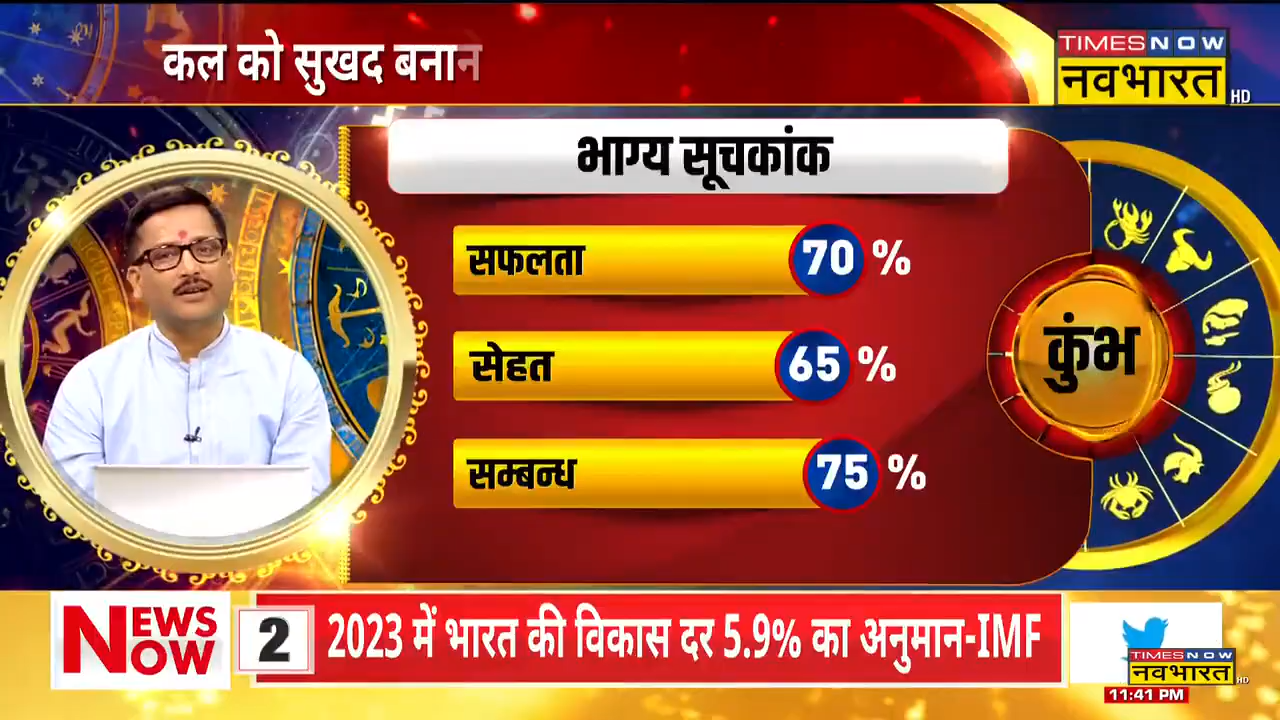 कल को सुखद बनान
TIMES NOW
नवभारत
HD
भाग्य सूचकांक
सफलता 70 %
सेहत 65 %
सम्बन्ध 75 %
कुंभ
NEWS NOW
2
2023 में भारत की विकास दर 5.9% का अनुमान-IMF
TIMES NOW
नवभारत
HD
11:41 PM